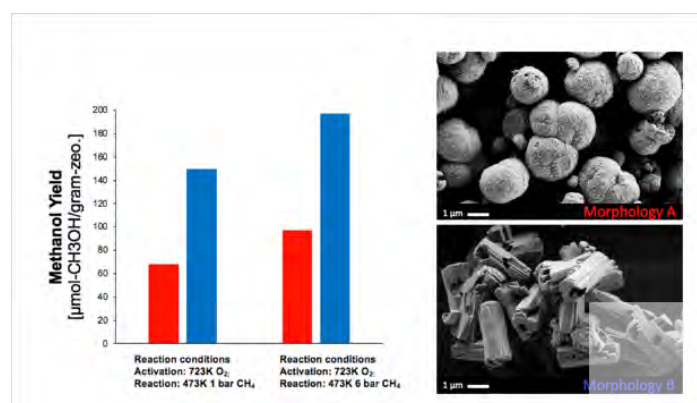 Methanol Yield
[µmol-CH3OH/gram-zeo.]
200
180
160
140
120
100
80
60
40
20
0
Reaction conditions
Activation: 723K O₂;
Reaction: 473K 1 bar CH₄
Reaction conditions
Activation: 723K O₂;
Reaction: 473K 6 bar CH₄
1 µm
Morphology A
1 µm
Morphology B